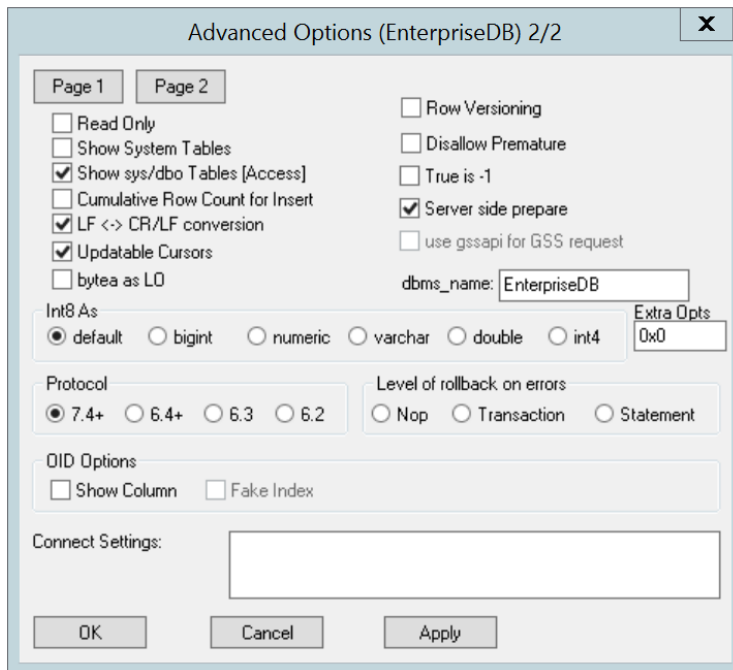 Advanced Options (EnterpriseDB) 2/2
X
Page 1 Page 2
Read Only
Show System Tables
Show sys/dbo Tables [Access]
Cumulative Row Count for Insert
LF <-> CR/LF conversion
Updatable Cursors
bytea as LO
Row Versioning
Disallow Premature
True is -1
Server side prepare
use gssapi for GSS request
dbms_name: EnterpriseDB
Int8 As
default bigint numeric varchar double int4
Extra Opts
0x0
Protocol
7.4+ 6.4+ 6.3 6.2
Level of rollback on errors
Nop Transaction Statement
OID Options
Show Column Fake Index
Connect Settings:
OK Cancel Apply